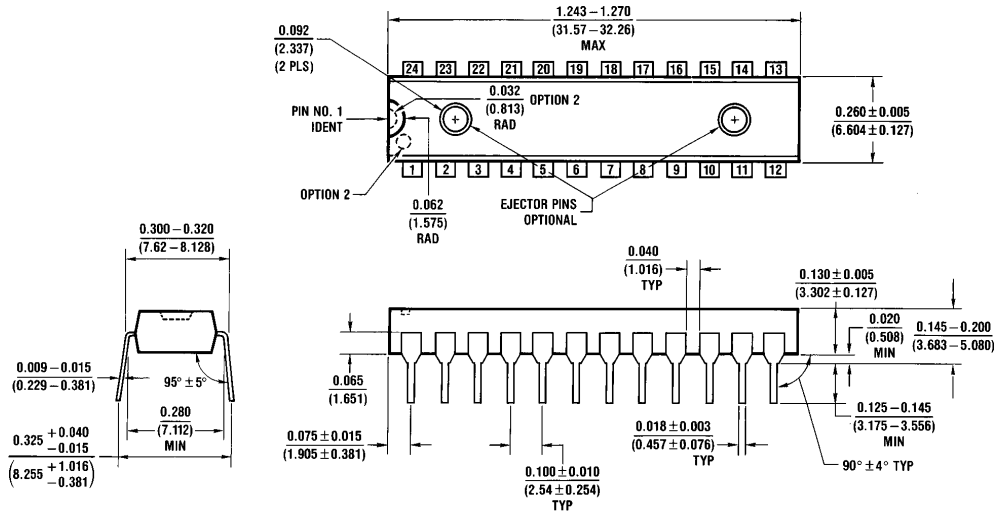 1.243 – 1.270
(31.57 – 32.26)
MAX
0.092
(2.337)
(2 PLS)
24 23 22 21 20 19 18 17 16 15 14 13
0.032
(0.813)
RAD
OPTION 2
PIN NO. 1
IDENT
0.260 ± 0.005
(6.604 ± 0.127)
1 2 3 4 5 6 7 8 9 10 11 12
OPTION 2
0.062
(1.575)
RAD
EJECTOR PINS
OPTIONAL
0.300 – 0.320
(7.62 – 8.128)
0.009 – 0.015
(0.229 – 0.381)
95° ± 5°
0.280
(7.112)
MIN
0.325 + 0.040
– 0.015
(8.255 + 1.016
– 0.381)
0.040
(1.016)
TYP
0.130 ± 0.005
(3.302 ± 0.127)
0.020
(0.508)
MIN
0.145 – 0.200
(3.683 – 5.080)
0.065
(1.651)
0.125 – 0.145
(3.175 – 3.556)
MIN
0.075 ± 0.015
(1.905 ± 0.381)
0.018 ± 0.003
(0.457 ± 0.076)
TYP
0.100 ± 0.010
(2.54 ± 0.254)
TYP
90° ± 4° TYP